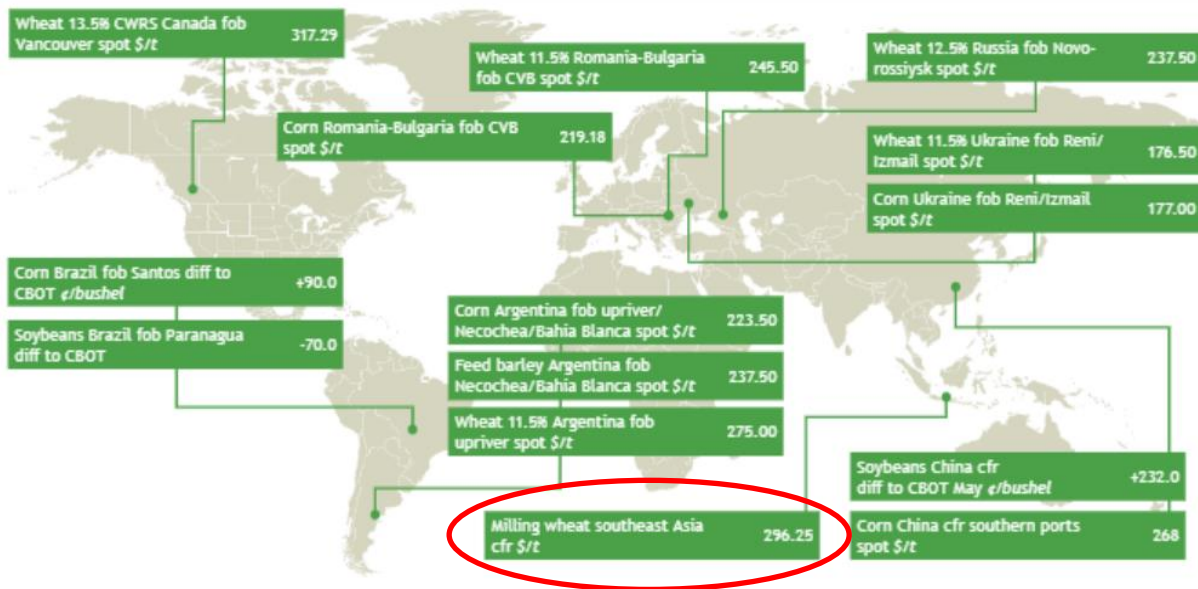 Wheat 13.5% CWRS Canada fob
Vancouver spot $/t
317.29
Wheat 11.5% Romania-Bulgaria
fob CVB spot $/t
245.50
Wheat 12.5% Russia fob Novo-
rossiysk spot $/t
237.50
Corn Romania-Bulgaria fob CVB
spot $/t
219.18
Wheat 11.5% Ukraine fob Reni/
Izmail spot $/t
176.50
Corn Ukraine fob Reni/Izmail
spot $/t
177.00
Corn Brazil fob Santos diff to
CBOT ¢/bushel
+90.0
Soybeans Brazil fob Paranagua
diff to CBOT
-70.0
Corn Argentina fob upriver/
Necochea/Bahia Blanca spot $/t
223.50
Feed barley Argentina fob
Necochea/Bahia Blanca spot $/t
237.50
Wheat 11.5% Argentina fob
upriver spot $/t
275.00
Soybeans China cfr
diff to CBOT May ¢/bushel
+232.0
Milling wheat southeast Asia
cfr $/t
296.25
Corn China cfr southern ports
spot $/t
268